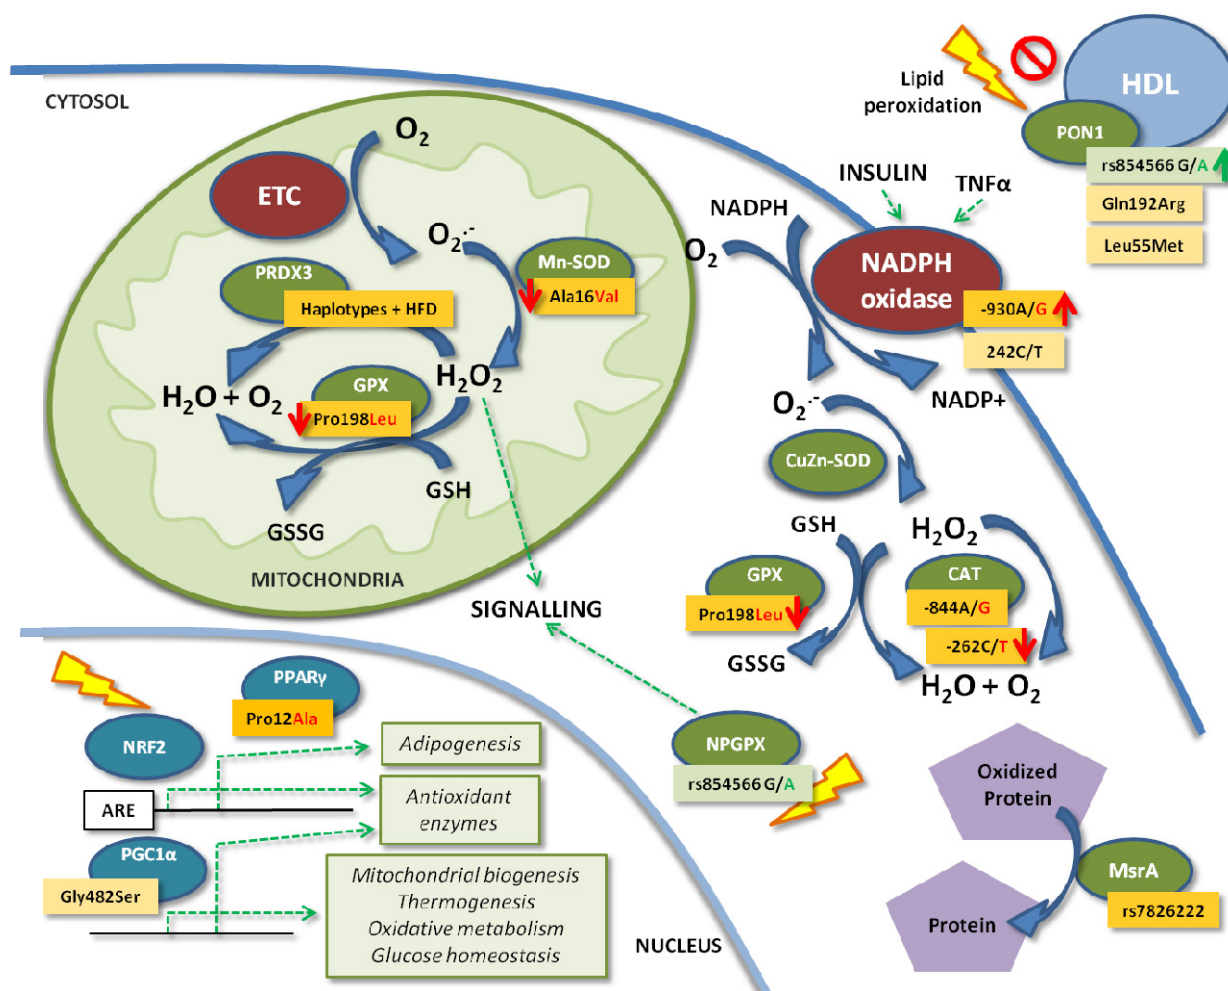 CYTOSOL
O2
ETC
O2·-
PRDX3
Haplotypes + HFD
Mn-SOD
Ala16Val
H2O2
H2O + O2
GPX
Pro198Leu
GSH
GSSG
MITOCHONDRIA
SIGNALLING
Lipid
peroxidation
HDL
PON1
rs854566 G/A
Gln192Arg
Leu55Met
INSULIN
TNFα
NADPH
O2
NADPH
oxidase
-930A/G
242C/T
NADP+
O2·-
CuZn-SOD
GSH
H2O2
GPX
Pro198Leu
GSSG
CAT
-844A/G
-262C/T
H2O + O2
NPGPX
rs854566 G/A
Oxidized
Protein
MsrA
rs7826222
Protein
PPARγ
Pro12Ala
NRF2
ARE
Adipogenesis
Antioxidant
enzymes
PGC1α
Gly482Ser
Mitochondrial biogenesis
Thermogenesis
Oxidative metabolism
Glucose homeostasis
NUCLEUS